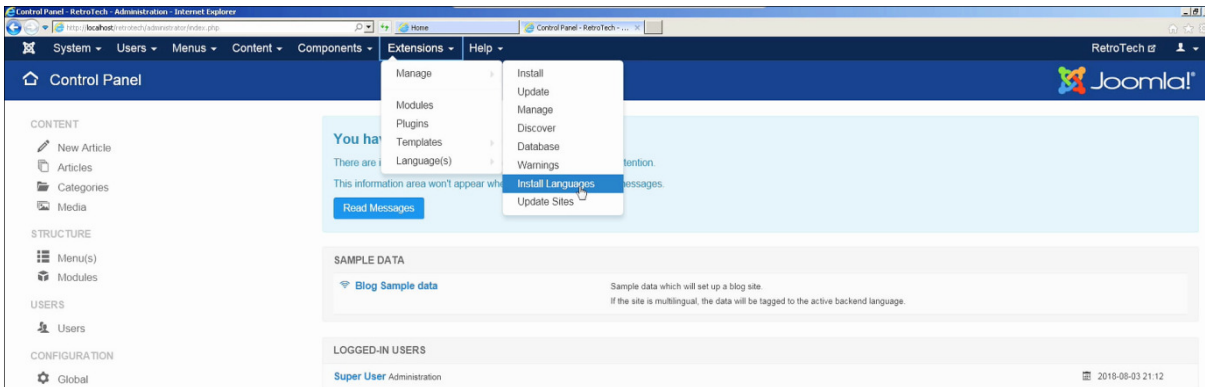 Control Panel - RetroTech - Administration - Internet Explorer
http://localhost/retrotech/administrator/index.php
Home
Control Panel - RetroTech - ...
System Users Menus Content Components Extensions Help RetroTech
Control Panel
Joomla!®
Manage
Modules
Plugins
Templates
Language(s)
Install
Update
Manage
Discover
Database
Warnings
Install Languages
Update Sites
CONTENT
New Article
Articles
Categories
Media
STRUCTURE
Menu(s)
Modules
USERS
Users
CONFIGURATION
Global
You
There are
This information area won't appear
Read Messages
SAMPLE DATA
Blog Sample data
Sample data which will set up a blog site.
If the site is multilingual, the data will be tagged to the active backend language.
LOGGED-IN USERS
Super User Administration
2018-08-03 21:12